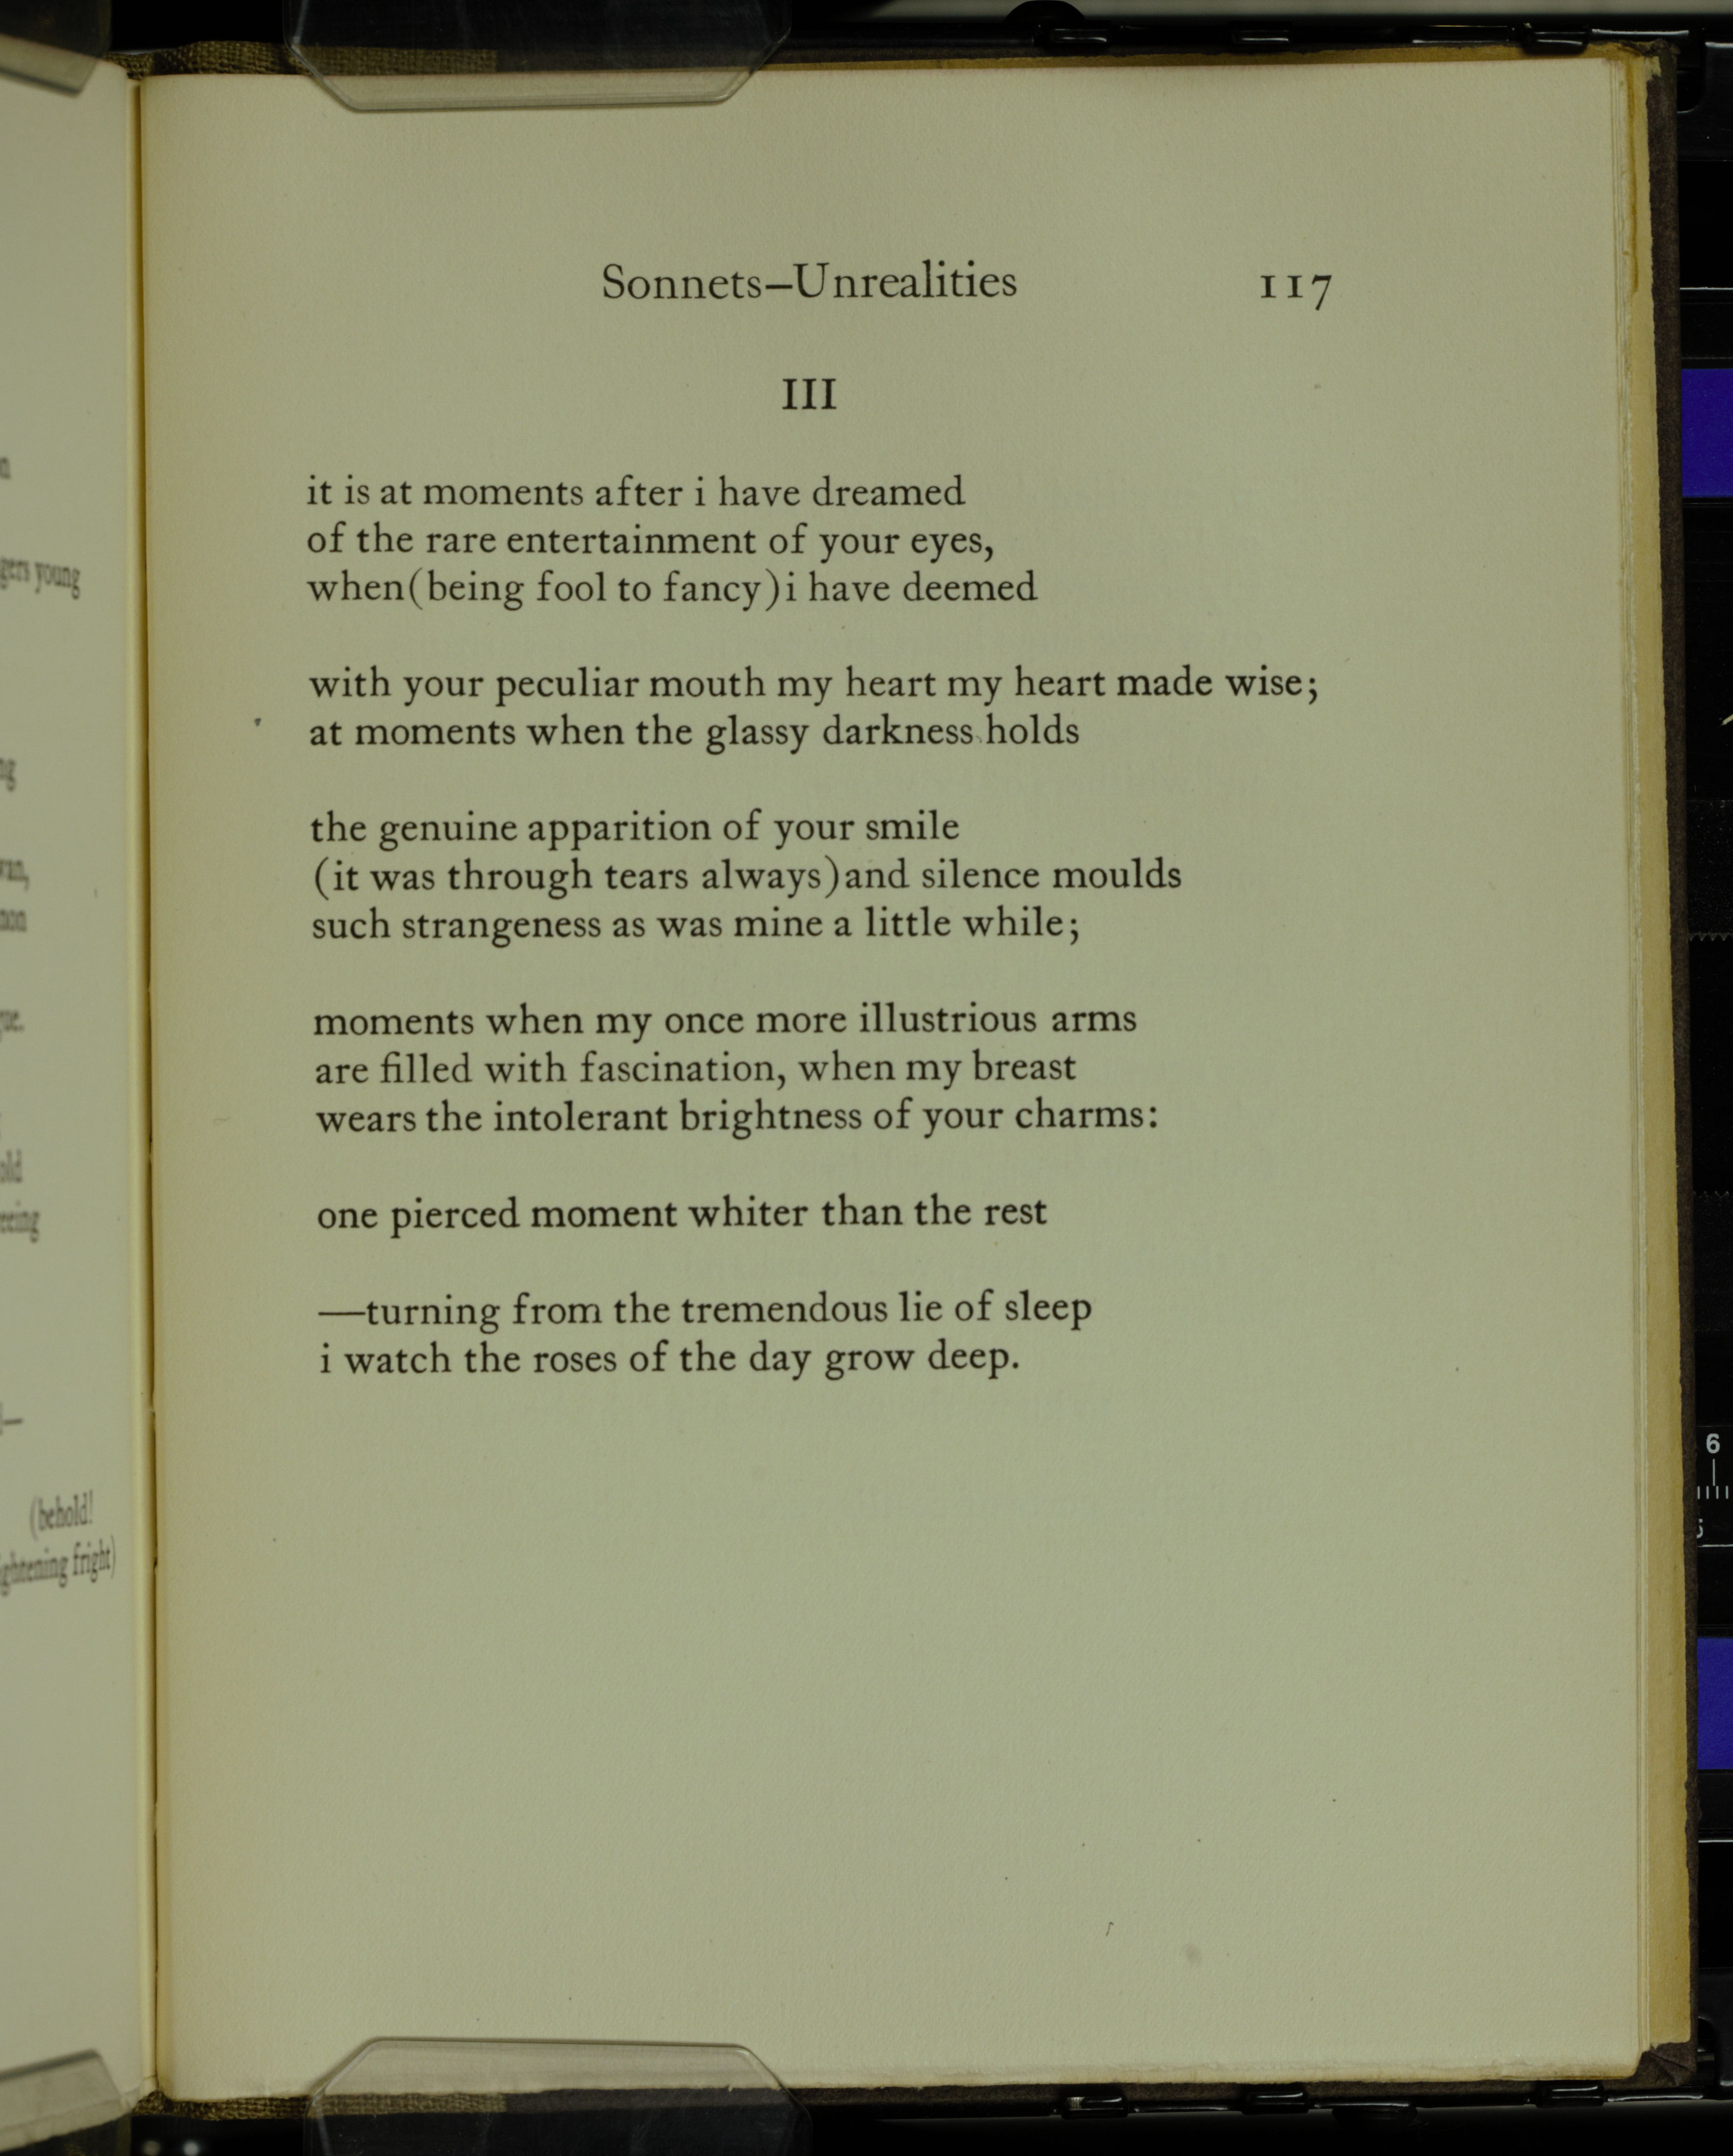 Sonnets—Unrealities 117
III
it is at moments after i have dreamed
of the rare entertainment of your eyes,
when(being fool to fancy)i have deemed
with your peculiar mouth my heart my heart made wise;
at moments when the glassy darkness holds
the genuine apparition of your smile
(it was through tears always)and silence moulds
such strangeness as was mine a little while;
moments when my once more illustrious arms
are filled with fascination, when my breast
wears the intolerant brightness of your charms:
one pierced moment whiter than the rest
—turning from the tremendous lie of sleep
i watch the roses of the day grow deep.
young
(behold!
fright)
6